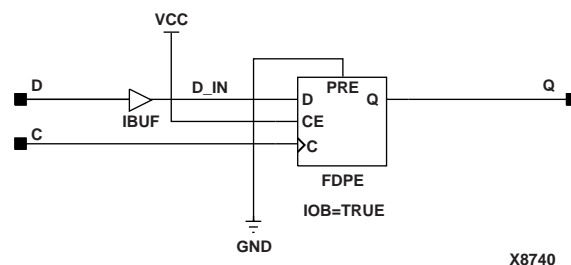 VCC
D
D_IN
PRE
Q
D
Q
IBUF
CE
C
C
FDPE
IOB=TRUE
GND
X8740